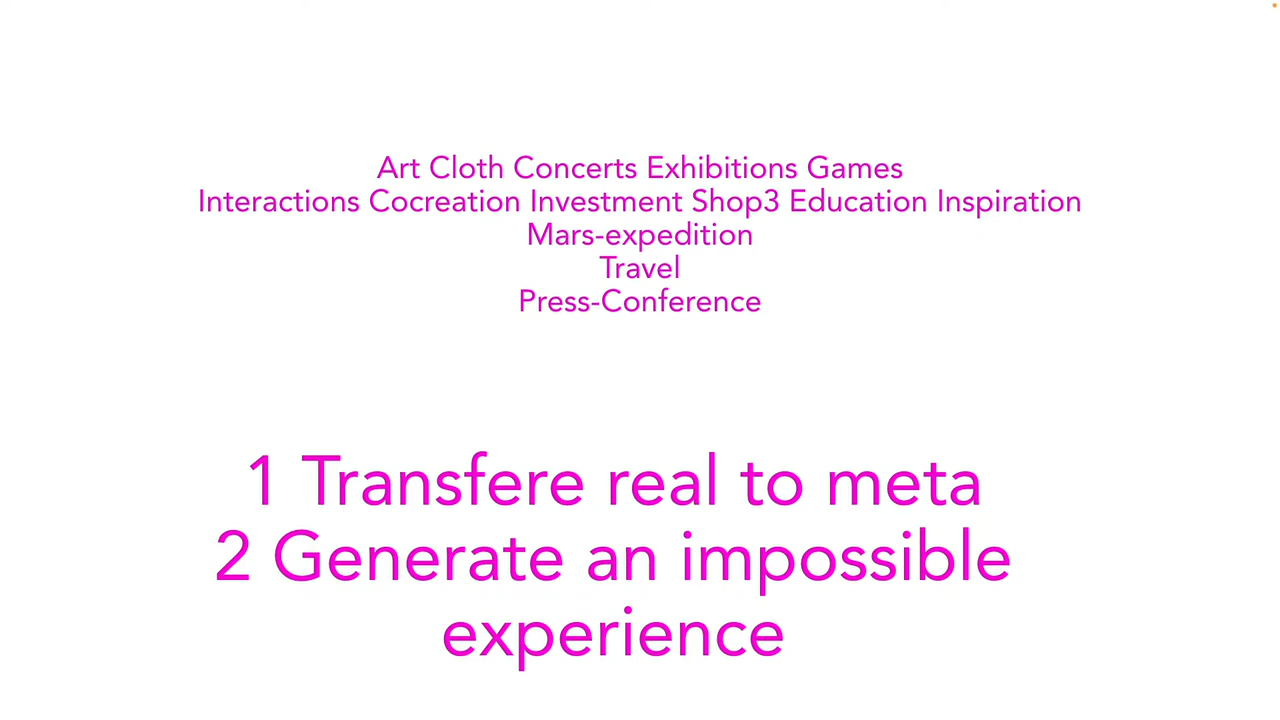 Art Cloth Concerts Exhibitions Games
Interactions Cocreation Investment Shop3 Education Inspiration
Mars-expedition
Travel
Press-Conference
1 Transfere real to meta
2 Generate an impossible
experience